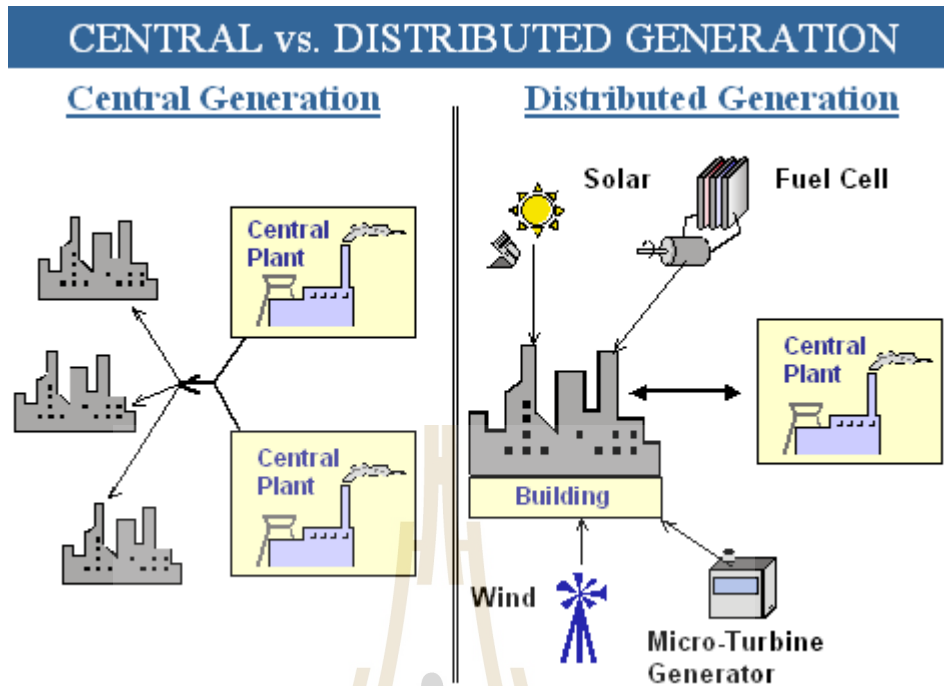 CENTRAL vs. DISTRIBUTED GENERATION
Central Generation
Central
Plant
Central
Plant
Distributed Generation
Solar
Fuel Cell
Central
Plant
Building
Wind
Micro-Turbine
Generator